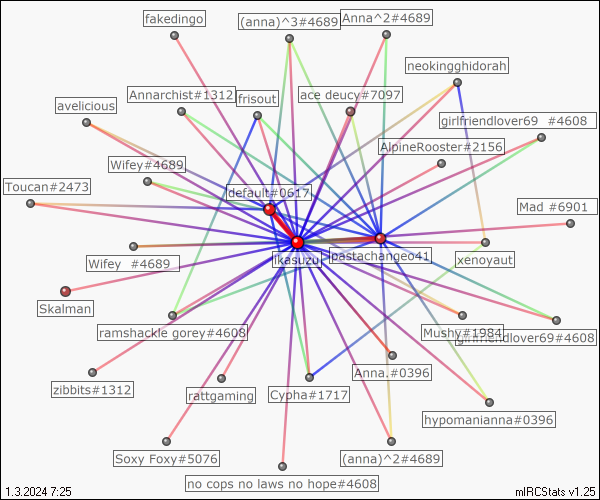 fakedingo
(anna)^3#4689
Anna^2#4689
neokingghidorah
avelicious
Annarchist#1312
frisout
ace deucy#7097
girlfriendlover69 #4608
AlpineRooster#2156
Wifey#4689
Toucan#2473
default#0617
Mad #6901
Wifey #4689
ikasuzu
pastachangeo41
xenoyaut
Skalman
ramshackle gorey#4608
Mushy#1984
girlfriendlover69#4608
zibbits#1312
rattgaming
Cypha#1717
Anna.#0396
hypomanianna#0396
Soxy Foxy#5076
(anna)^2#4689
no cops no laws no hope#4608
1.3.2024 7:25
mIRCStats v1.25